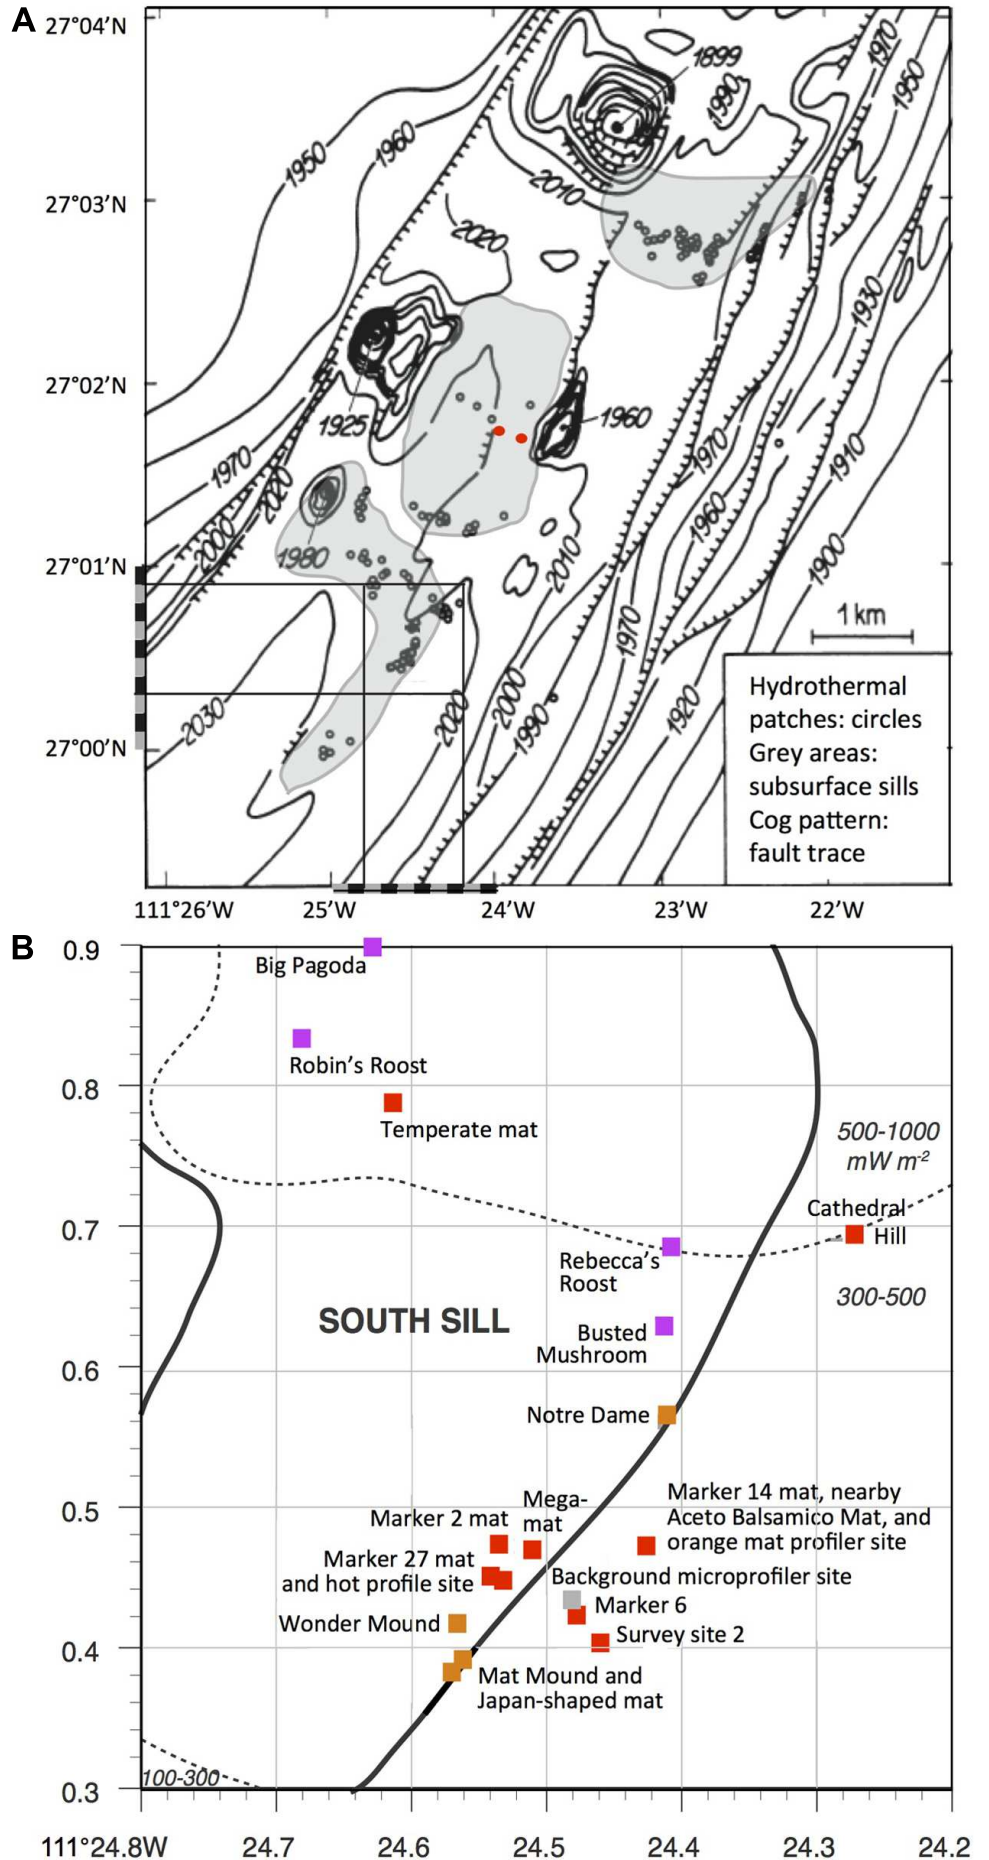 A
27°04’N
27°03’N
27°02’N
27°01’N
27°00’N
1899
1990
1970
1950
1950
1960
2010
2020
1930
1925
1960
1970
2020
2000
1980
1970
1910
1960
2010
1900
1970
2030
2020
2000
1990
1920
1 km
Hydrothermal
patches: circles
Grey areas:
subsurface sills
Cog pattern:
fault trace
111°26’W
25’W
24’W
23’W
22’W
B
0.9
0.8
0.7
0.6
0.5
0.4
0.3
Big Pagoda
Robin’s Roost
Temperate mat
500-1000
mW m-2
Cathedral
Hill
Rebecca’s
Roost
300-500
SOUTH SILL
Busted
Mushroom
Notre Dame
Marker 14 mat, nearby
Aceto Balsamico Mat, and
orange mat profiler site
Mega-
mat
Marker 2 mat
Marker 27 mat
and hot profile site
Background microprofiler site
Marker 6
Wonder Mound
Survey site 2
Mat Mound and
Japan-shaped mat
100-300
111°24.8W
24.7
24.6
24.5
24.4
24.3
24.2